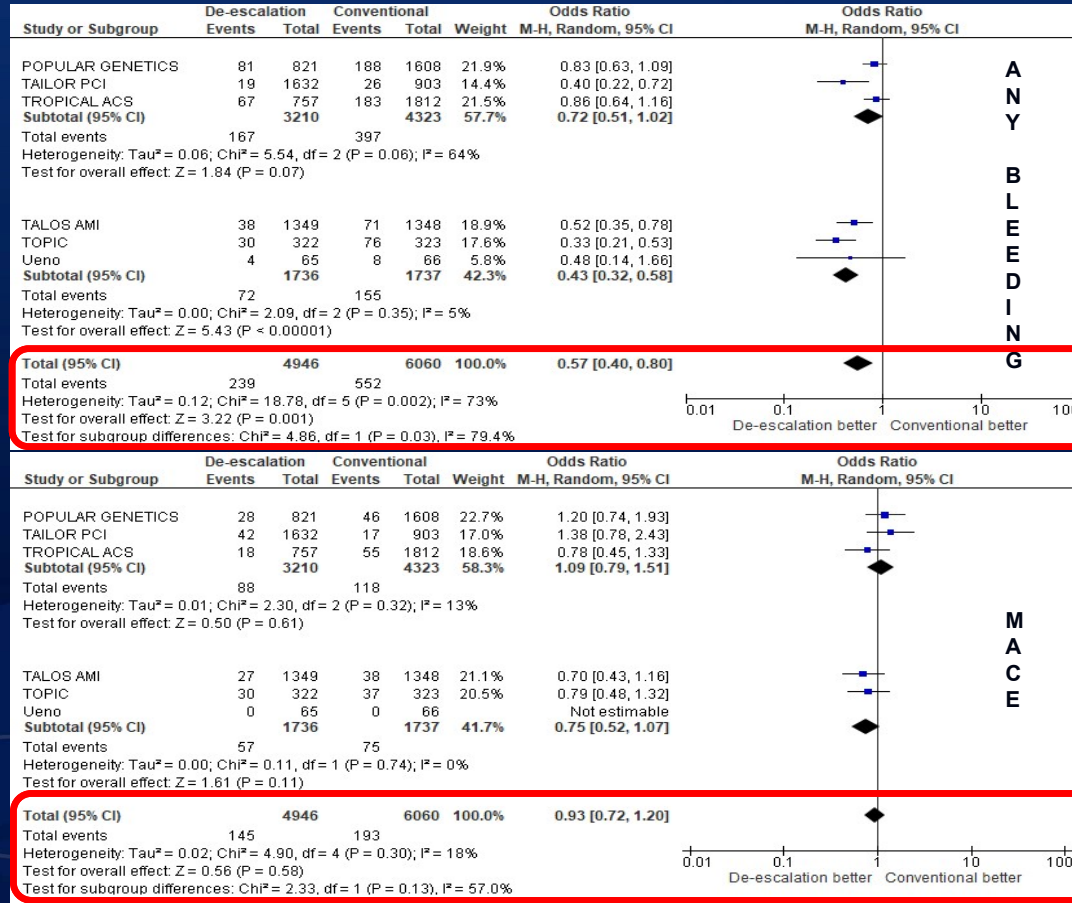 De-escalation Conventional Odds Ratio Odds Ratio
Study or Subgroup Events Total Events Total Weight M-H, Random, 95% CI M-H, Random, 95% CI
POPULAR GENETICS 81 821 188 1608 21.9% 0.83 [0.63, 1.09]
TAILOR PCI 19 1632 26 903 14.4% 0.40 [0.22, 0.72]
TROPICAL ACS 67 757 183 1812 21.5% 0.86 [0.64, 1.16]
Subtotal (95% CI) 3210 4323 57.7% 0.72 [0.51, 1.02]
Total events 167 397
Heterogeneity: Tau² = 0.06; Chi² = 5.54, df = 2 (P = 0.06); I² = 64%
Test for overall effect: Z = 1.84 (P = 0.07)
TALOS AMI 38 1349 71 1348 18.9% 0.52 [0.35, 0.78]
TOPIC 30 322 76 323 17.6% 0.33 [0.21, 0.53]
Ueno 4 65 8 66 5.8% 0.48 [0.14, 1.66]
Subtotal (95% CI) 1736 1737 42.3% 0.43 [0.32, 0.58]
Total events 72 155
Heterogeneity: Tau² = 0.00; Chi² = 2.09, df = 2 (P = 0.35); I² = 5%
Test for overall effect: Z = 5.43 (P < 0.00001)
Total (95% CI) 4946 6060 100.0% 0.57 [0.40, 0.80]
Total events 239 552
Heterogeneity: Tau² = 0.12; Chi² = 18.78, df = 5 (P = 0.002); I² = 73%
Test for overall effect: Z = 3.22 (P = 0.001)
Test for subgroup differences: Chi² = 4.86, df = 1 (P = 0.03), I² = 79.4%
0.01 0.1 1 10 100
De-escalation better Conventional better
ANY BLEEDING
De-escalation Conventional Odds Ratio Odds Ratio
Study or Subgroup Events Total Events Total Weight M-H, Random, 95% CI M-H, Random, 95% CI
POPULAR GENETICS 28 821 46 1608 22.7% 1.20 [0.74, 1.93]
TAILOR PCI 42 1632 17 903 17.0% 1.38 [0.78, 2.43]
TROPICAL ACS 18 757 55 1812 18.6% 0.78 [0.45, 1.33]
Subtotal (95% CI) 3210 4323 58.3% 1.09 [0.79, 1.51]
Total events 88 118
Heterogeneity: Tau² = 0.01; Chi² = 2.30, df = 2 (P = 0.32); I² = 13%
Test for overall effect: Z = 0.50 (P = 0.61)
TALOS AMI 27 1349 38 1348 21.1% 0.70 [0.43, 1.16]
TOPIC 30 322 37 323 20.5% 0.79 [0.48, 1.32]
Ueno 0 65 0 66 Not estimable
Subtotal (95% CI) 1736 1737 41.7% 0.75 [0.52, 1.07]
Total events 57 75
Heterogeneity: Tau² = 0.00; Chi² = 0.11, df = 1 (P = 0.74); I² = 0%
Test for overall effect: Z = 1.61 (P = 0.11)
Total (95% CI) 4946 6060 100.0% 0.93 [0.72, 1.20]
Total events 145 193
Heterogeneity: Tau² = 0.02; Chi² = 4.90, df = 4 (P = 0.30); I² = 18%
Test for overall effect: Z = 0.56 (P = 0.58)
Test for subgroup differences: Chi² = 2.33, df = 1 (P = 0.13), I² = 57.0%
0.01 0.1 1 10 100
De-escalation better Conventional better
MACE